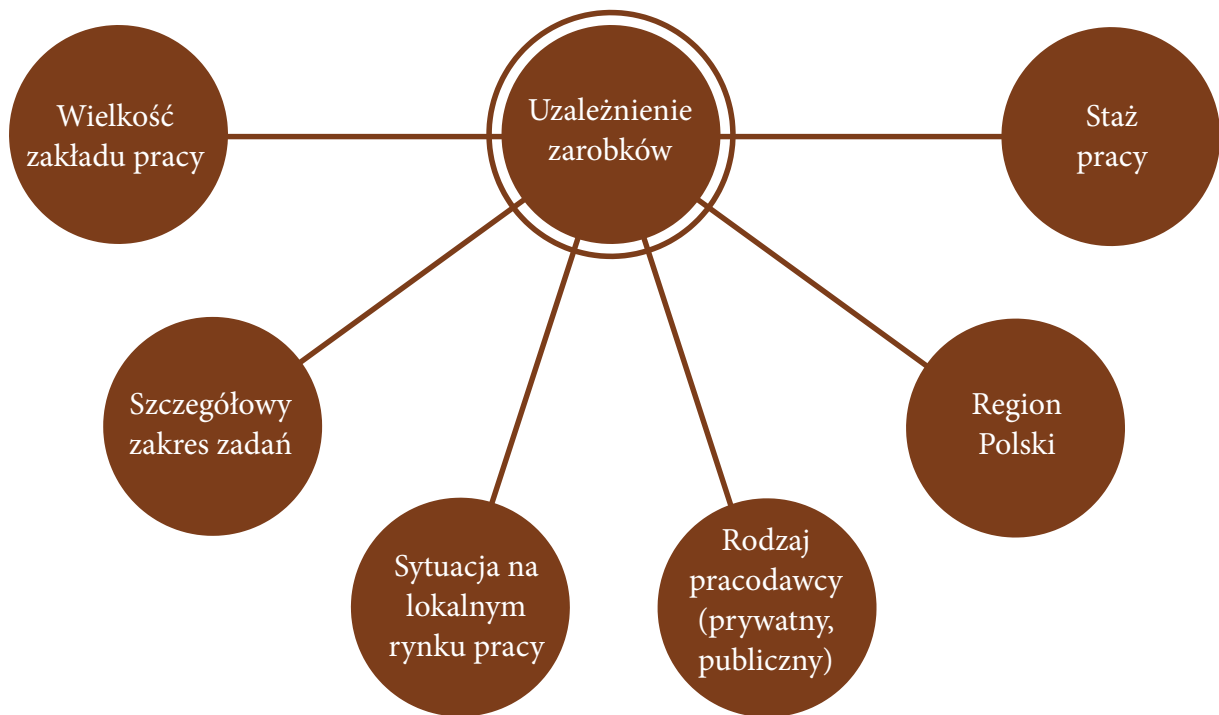 Wielkość
zakładu pracy
Uzależnienie
zarobków
Staż
pracy
Szczegółowy
zakres zadań
Region
Polski
Sytuacja na
lokalnym
rynku pracy
Rodzaj
pracodawcy
(prywatny,
publiczny)